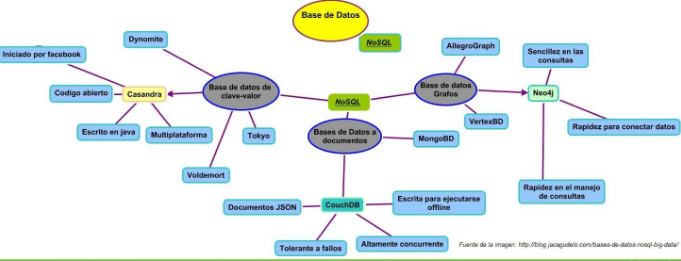 Base de Datos
NoSQL
Dynomite
AllegroGraph
Iniciado por facebook
Sencillez en las
consultas
Codigo abierto
Casandra
Base de datos de
clave-valor
NoSQL
Base de datos
Grafos
Neo4j
Escrito en java
Multiplataforma
Tokyo
Bases de Datos a
documentos
MongoBD
VertexBD
Rapidez para conectar datos
Voldemort
Documentos JSON
CouchDB
Escrita para ejecutarse
offline
Rapidez en el manejo
de consultas
Tolerante a fallos
Altamente concurrente
Fuente de la imagen: http://blog.jacagudelo.com/bases-de-datos-nosql-big-data/